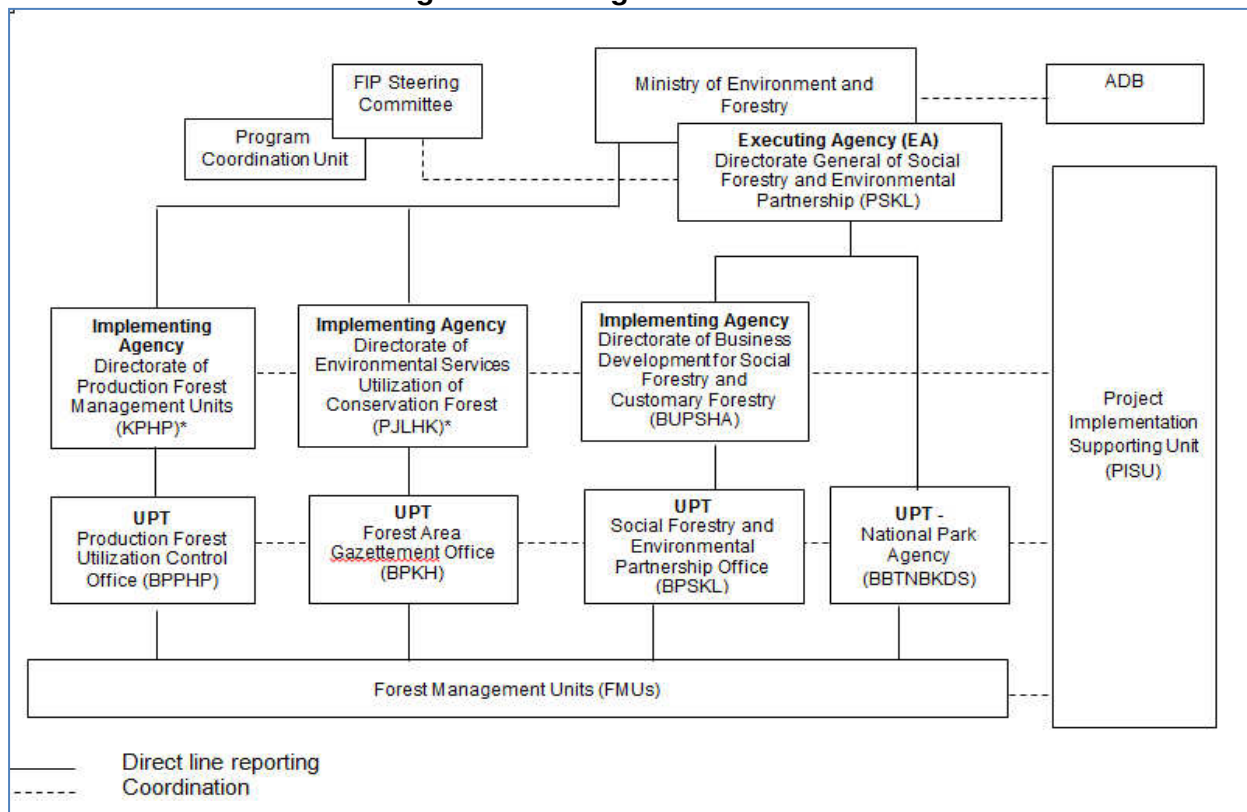 FIP Steering
Committee
Program
Coordination Unit
Ministry of Environment and
Forestry
ADB
Executing Agency (EA)
Directorate General of Social
Forestry and Environmental
Partnership (PSKL)
Implementing
Agency
Directorate of
Production Forest
Management Units
(KPHP)*
Implementing Agency
Directorate of
Environmental Services
Utilization of
Conservation Forest
(PJLHK)*
Implementing Agency
Directorate of Business
Development for Social
Forestry and
Customary Forestry
(BUPSHA)
Project
Implementation
Supporting Unit
(PISU)
UPT
Production Forest
Utilization Control
Office (BPPHP)
UPT
Forest Area
Gazettement Office
(BPKH)
UPT
Social Forestry and
Environmental
Partnership Office
(BPSKL)
UPT -
National Park
Agency
(BBTNBKDS)
Forest Management Units (FMUs)
Direct line reporting
Coordination